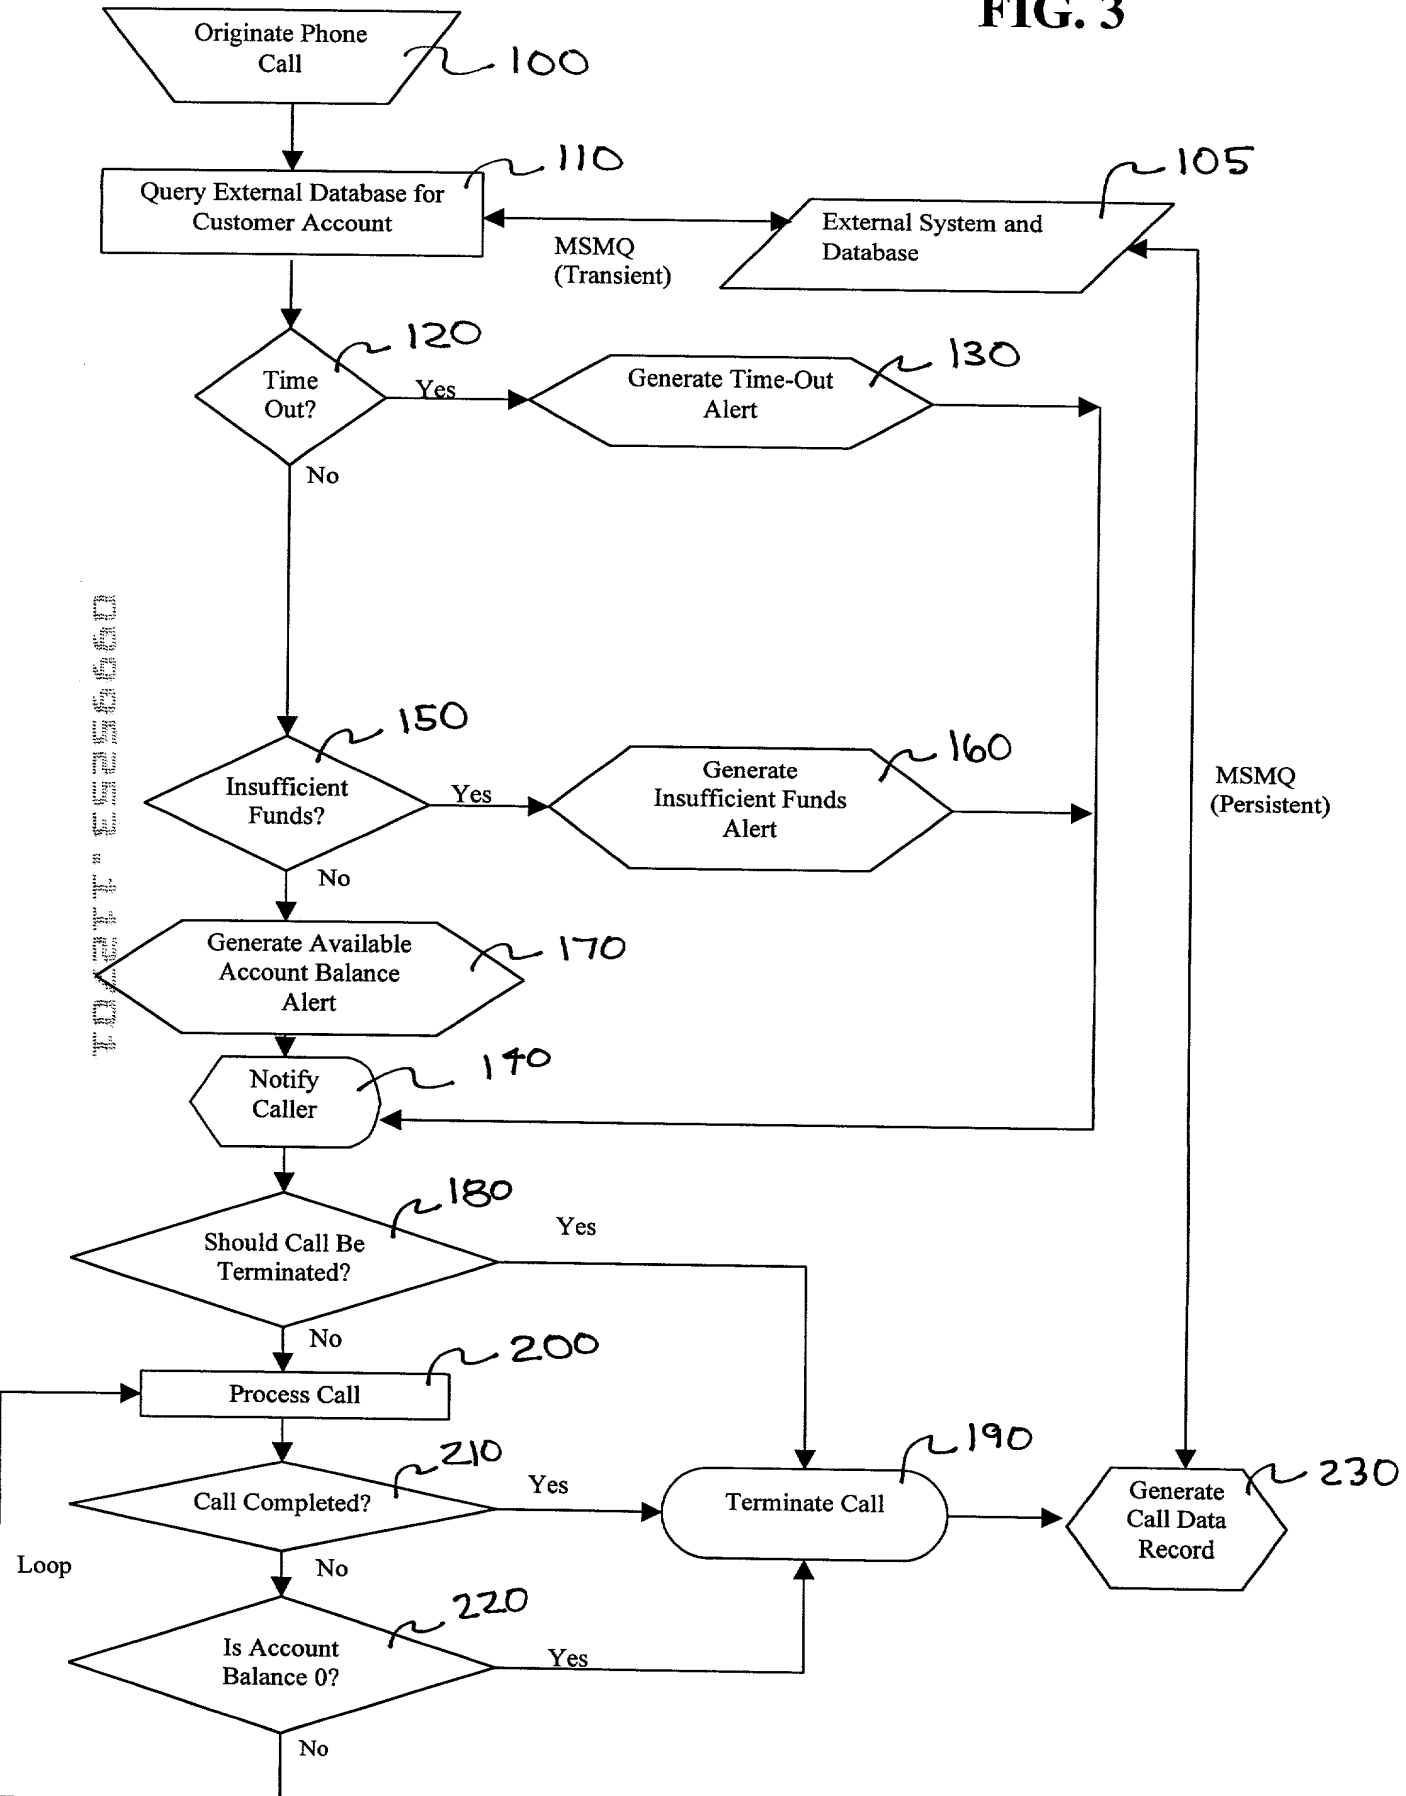 FIG. 3
Originate Phone
Call
100
110
Query External Database for
Customer Account
105
External System and
Database
MSMQ
(Transient)
120
Time
Out?
Yes
130
Generate Time-Out
Alert
No
150
Insufficient
Funds?
Yes
160
Generate
Insufficient Funds
Alert
MSMQ
(Persistent)
No
170
Generate Available
Account Balance
Alert
140
Notify
Caller
180
Should Call Be
Terminated?
Yes
No
200
Process Call
210
Call Completed?
Yes
190
Terminate Call
230
Generate
Call Data
Record
Loop
No
220
Is Account
Balance 0?
Yes
No
09995253.112701